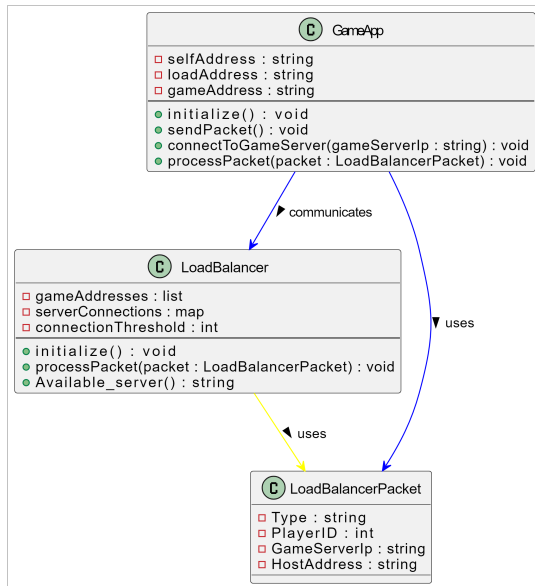 C GameApp
selfAddress : string
loadAddress : string
gameAddress : string
initialize() : void
sendPacket() : void
connectToGameServer(gameServerIp : string) : void
processPacket(packet : LoadBalancerPacket) : void
communicates
C LoadBalancer
gameAddresses : list
serverConnections : map
connectionThreshold : int
initialize() : void
processPacket(packet : LoadBalancerPacket) : void
Available_server() : string
uses
uses
C LoadBalancerPacket
Type : string
PlayerID : int
GameServerIp : string
HostAddress : string